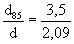 d₈₅/d = 3,5/2,09